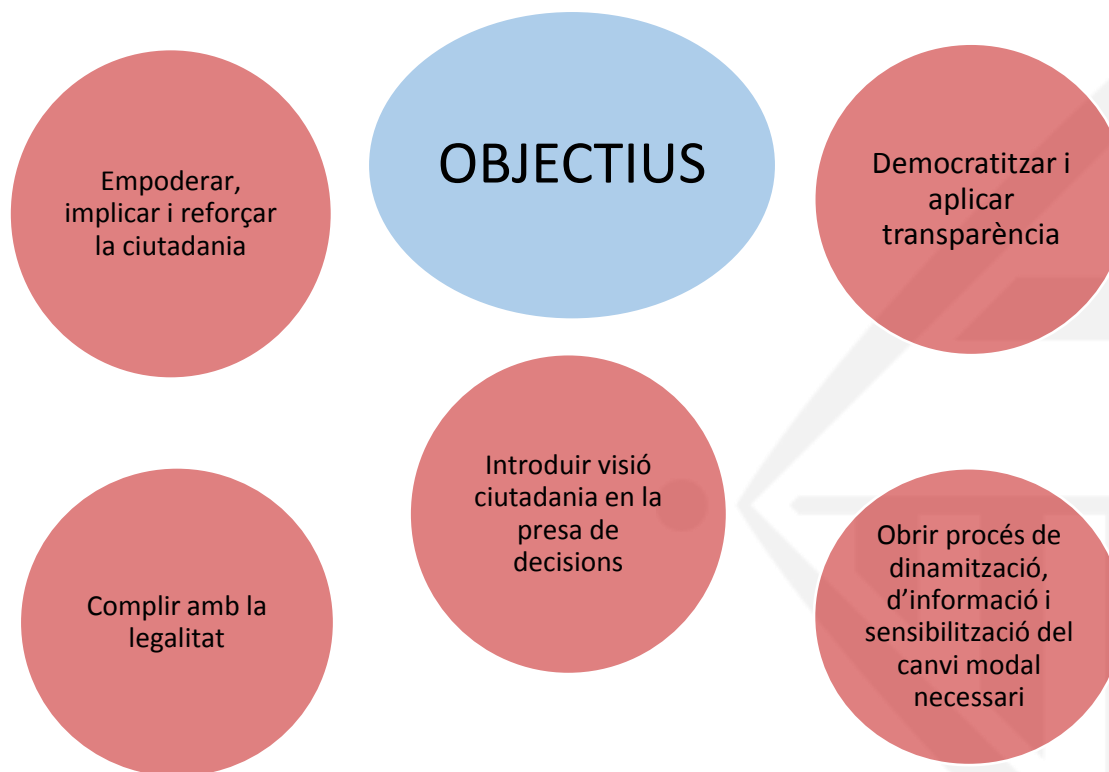 OBJECTIUS
Empoderar,
implicar i reforçar
la ciutadania
Democratitzar i
aplicar
transparència
Introduir visió
ciutadania en la
presa de
decisions
Complir amb la
legalitat
Obrir procés de
dinamització,
d’informació i
sensibilització del
canvi modal
necessari